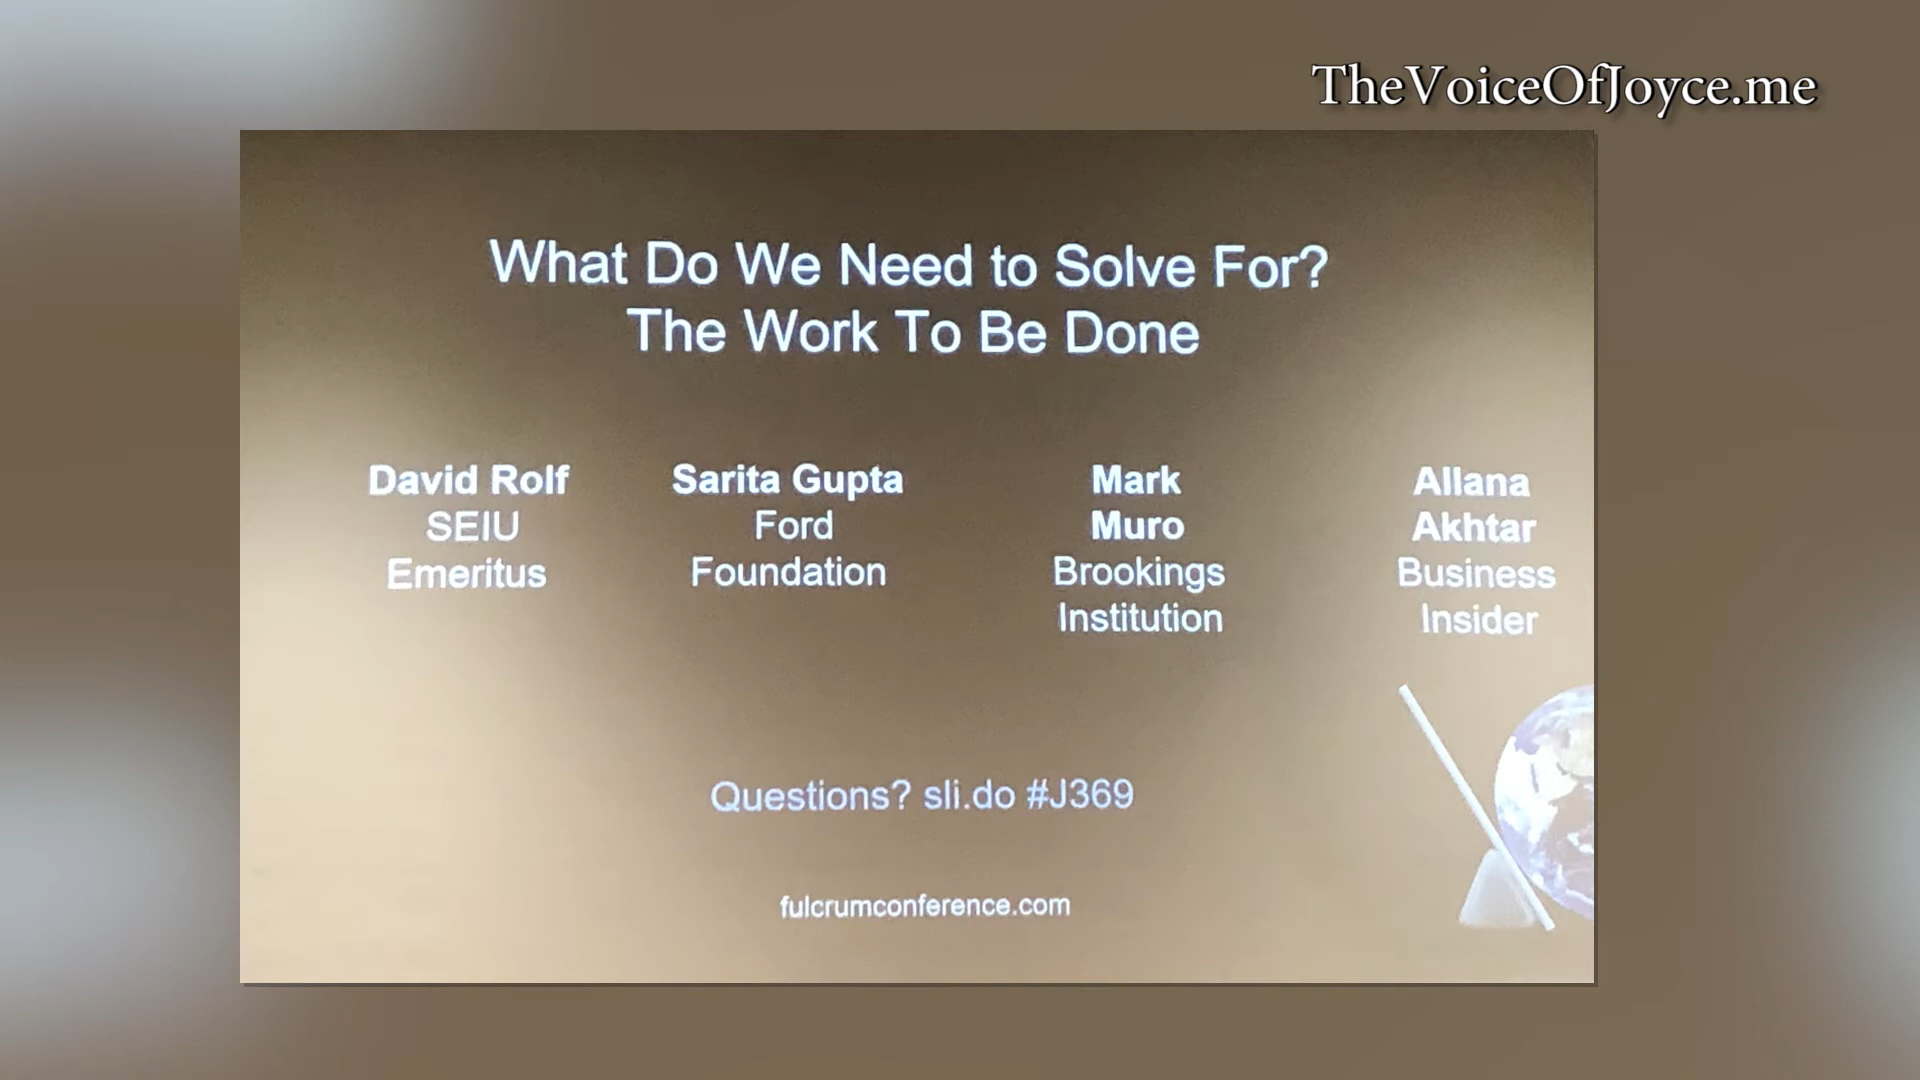 TheVoiceOfJoyce.me
What Do We Need to Solve For?
The Work To Be Done
David Rolf
SEIU
Emeritus
Sarita Gupta
Ford
Foundation
Mark
Muro
Brookings
Institution
Allana
Akhtar
Business
Insider
Questions? sli.do #J369
fulcrumconference.com